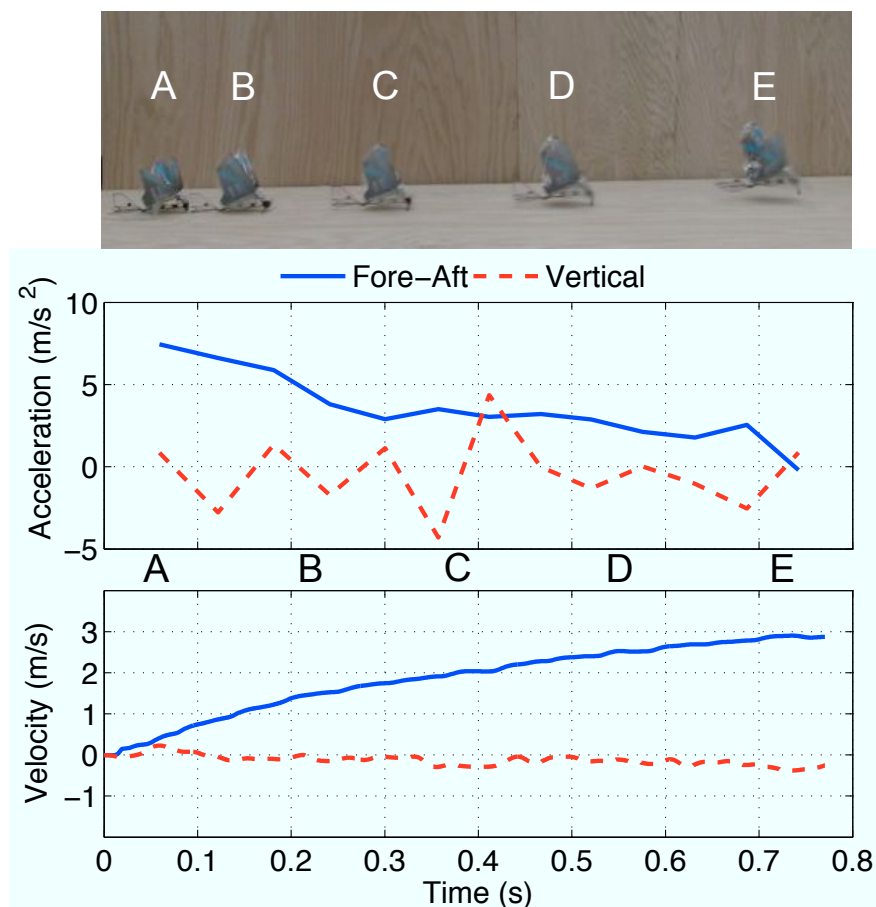 A B C D E
Fore-Aft Vertical
Acceleration (m/s²)
10
5
0
−5
A B C D E
Velocity (m/s)
3
2
1
0
−1
0 0.1 0.2 0.3 0.4 0.5 0.6 0.7 0.8
Time (s)